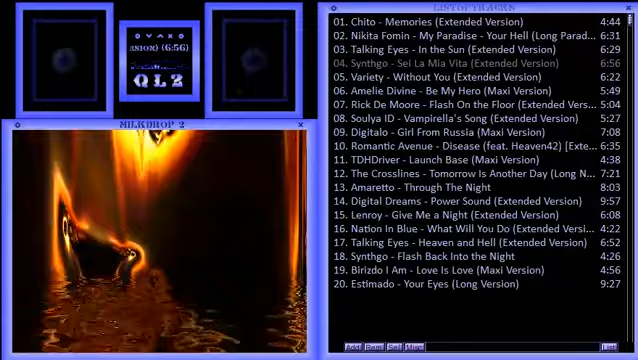 ASION) (6:56)
QL2
MILKDROP 2
LIST OF TRACKS
01. Chito - Memories (Extended Version) 4:44
02. Nikita Fomin - My Paradise - Your Hell (Long Parad... 6:31
03. Talking Eyes - In the Sun (Extended Version) 6:29
04. Synthgo - Sei La Mia Vita (Extended Version) 6:56
05. Variety - Without You (Extended Version) 6:22
06. Amelie Divine - Be My Hero (Maxi Version) 5:49
07. Rick De Moore - Flash On the Floor (Extended Vers... 5:04
08. Soulya ID - Vampirella's Song (Extended Version) 5:27
09. Digitalo - Girl From Russia (Maxi Version) 7:08
10. Romantic Avenue - Disease (feat. Heaven42) [Exte... 6:35
11. TDHDriver - Launch Base (Maxi Version) 4:38
12. The Crosslines - Tomorrow Is Another Day (Long N... 7:21
13. Amaretto - Through The Night 8:03
14. Digital Dreams - Power Sound (Extended Version) 9:57
15. Lenroy - Give Me a Night (Extended Version) 6:08
16. Nation In Blue - What Will You Do (Extended Versi... 4:22
17. Talking Eyes - Heaven and Hell (Extended Version) 6:52
18. Synthgo - Flash Back Into the Night 4:26
19. Birizdo I Am - Love Is Love (Maxi Version) 4:56
20. Estimado - Your Eyes (Long Version) 9:27
Add Rem Sel Misc List